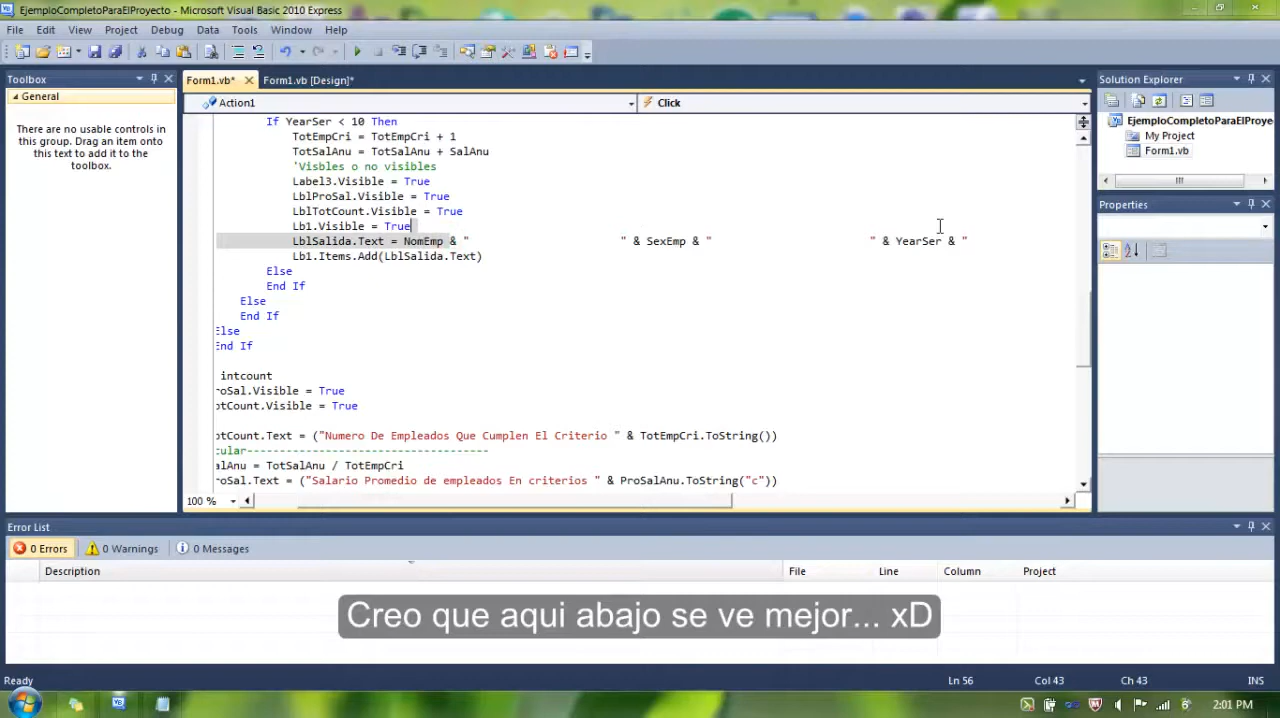 EjemploCompletoParaElProyecto - Microsoft Visual Basic 2010 Express
File Edit View Project Debug Data Tools Window Help
Toolbox
General
There are no usable controls in this group. Drag an item onto this text to add it to the toolbox.
Form1.vb* Form1.vb [Design]*
Action1 Click
If YearSer < 10 Then
TotEmpCri = TotEmpCri + 1
TotSalAnu = TotSalAnu + SalAnu
'Visbles o no visibles
Label3.Visible = True
LblProSal.Visible = True
LblTotCount.Visible = True
Lb1.Visible = True
LblSalida.Text = NomEmp & " " & SexEmp & " " & YearSer & "
Lb1.Items.Add(LblSalida.Text)
Else
End If
Else
End If
Else
End If
intcount
oSal.Visible = True
otCount.Visible = True
otCount.Text = ("Numero De Empleados Que Cumplen El Criterio " & TotEmpCri.ToString())
cular-----------------------------------
alAnu = TotSalAnu / TotEmpCri
oSal.Text = ("Salario Promedio de empleados En criterios " & ProSalAnu.ToString("c"))
100 %
Solution Explorer
EjemploCompletoParaElProye
My Project
Form1.vb
Properties
Error List
0 Errors 0 Warnings 0 Messages
Description File Line Column Project
Creo que aqui abajo se ve mejor... xD
Ready Ln 56 Col 43 Ch 43 INS
2:01 PM